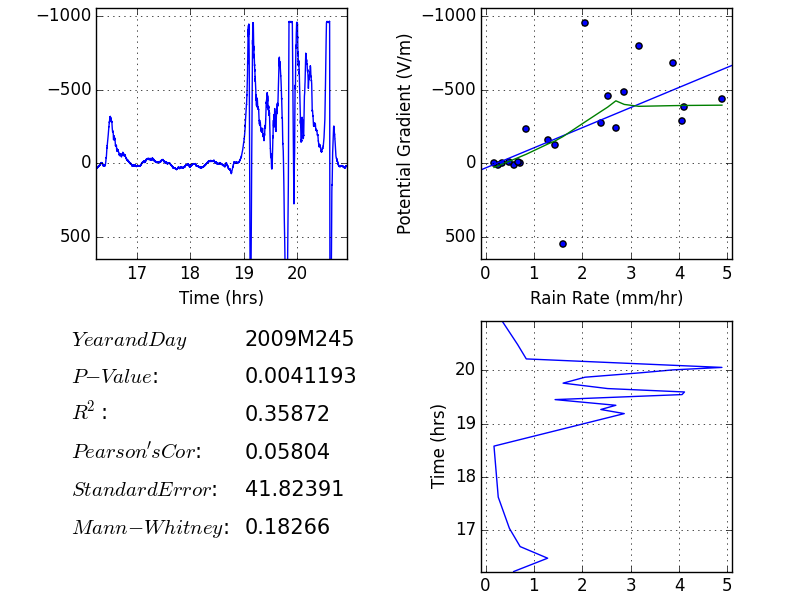 −1000
−500
0
500
17 18 19 20
Time (hrs)
Potential Gradient (V/m)
−1000
−500
0
500
0 1 2 3 4 5
Rain Rate (mm/hr)
YearandDay 2009M245
P−Value: 0.0041193
R²: 0.35872
Pearson'sCor: 0.05804
StandardError: 41.82391
Mann−Whitney: 0.18266
Time (hrs)
20
19
18
17
0 1 2 3 4 5